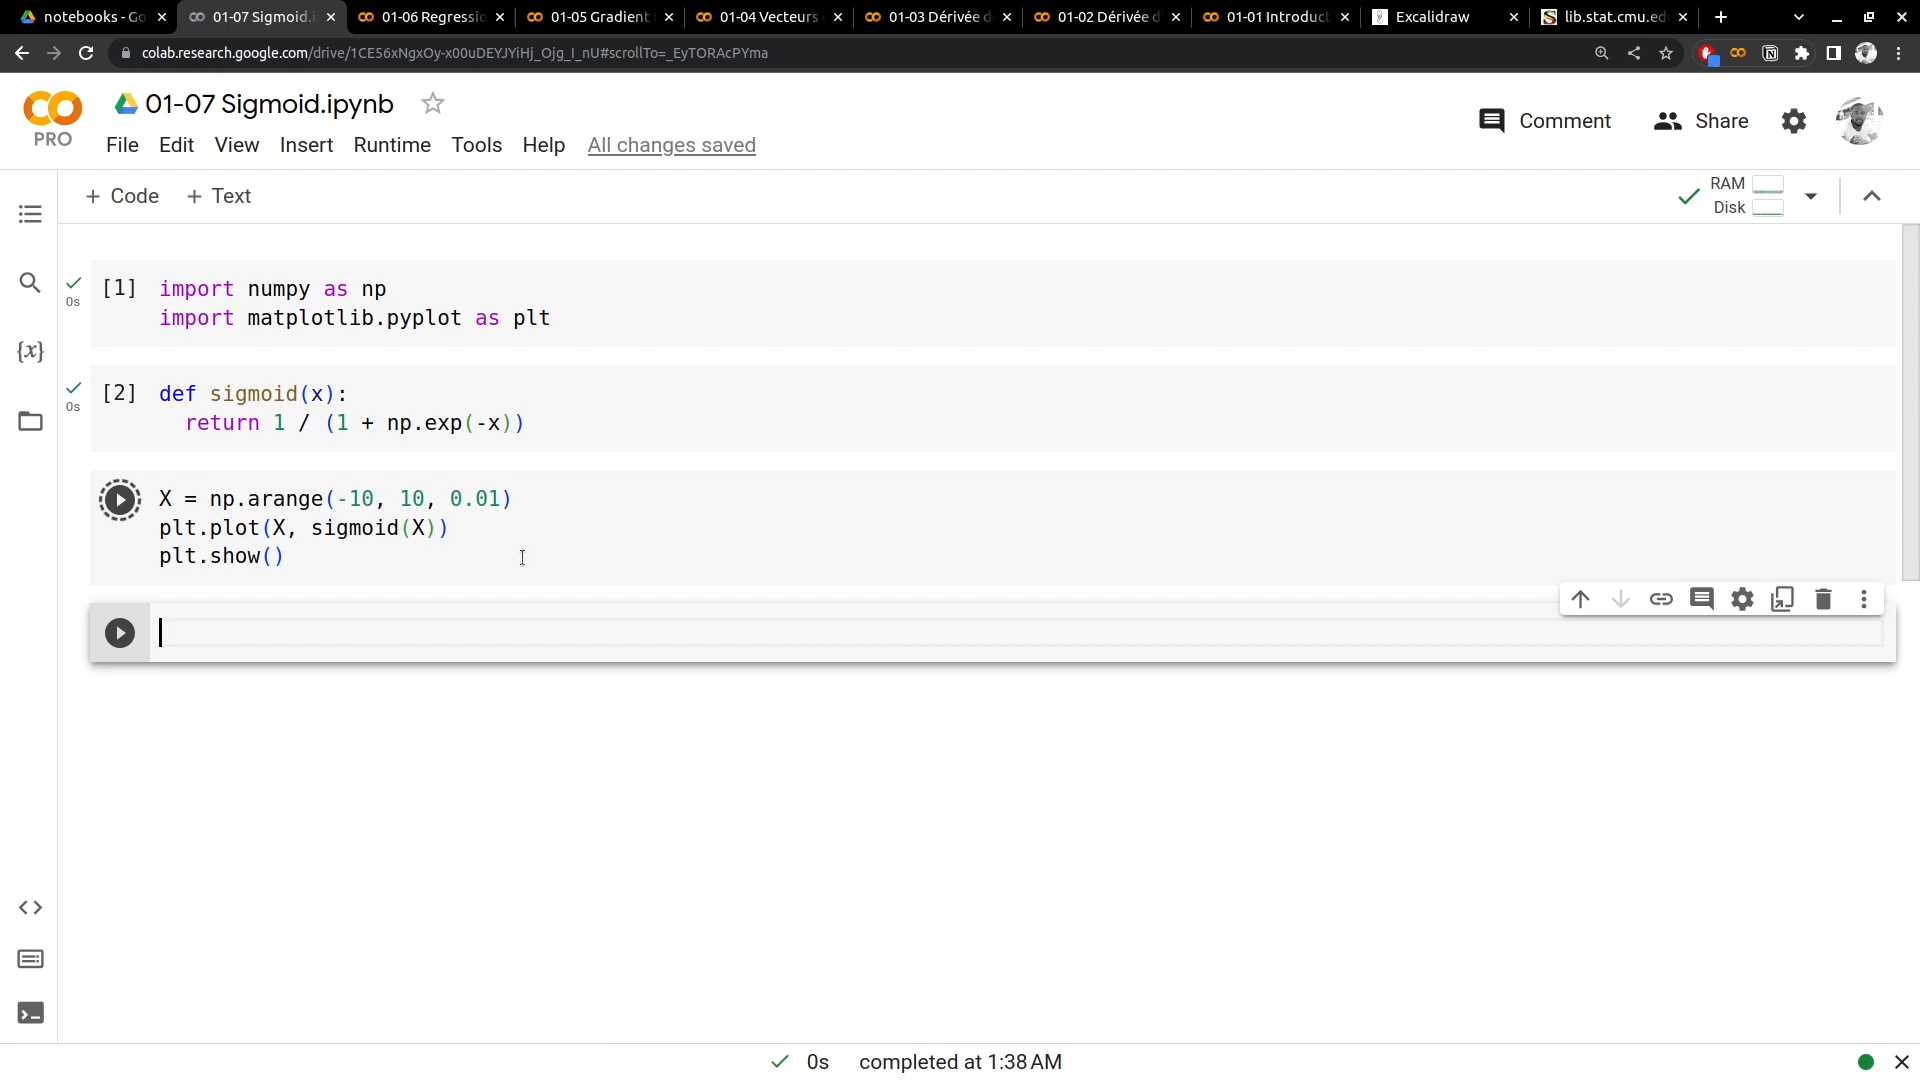 notebooks - Go
01-07 Sigmoid.i
01-06 Regressio
01-05 Gradient
01-04 Vecteurs
01-03 Dérivée d
01-02 Dérivée d
01-01 Introduct
Excalidraw
lib.stat.cmu.ed
colab.research.google.com/drive/1CE56xNgxOy-x00uDEYJYiHj_Ojg_I_nU#scrollTo=_EyTORAcPYma
PRO
01-07 Sigmoid.ipynb
File Edit View Insert Runtime Tools Help All changes saved
Comment
Share
+ Code + Text
RAM
Disk
{x}
[1] import numpy as np
0s
import matplotlib.pyplot as plt
[2] def sigmoid(x):
0s
return 1 / (1 + np.exp(-x))
X = np.arange(-10, 10, 0.01)
plt.plot(X, sigmoid(X))
plt.show()
0s completed at 1:38 AM